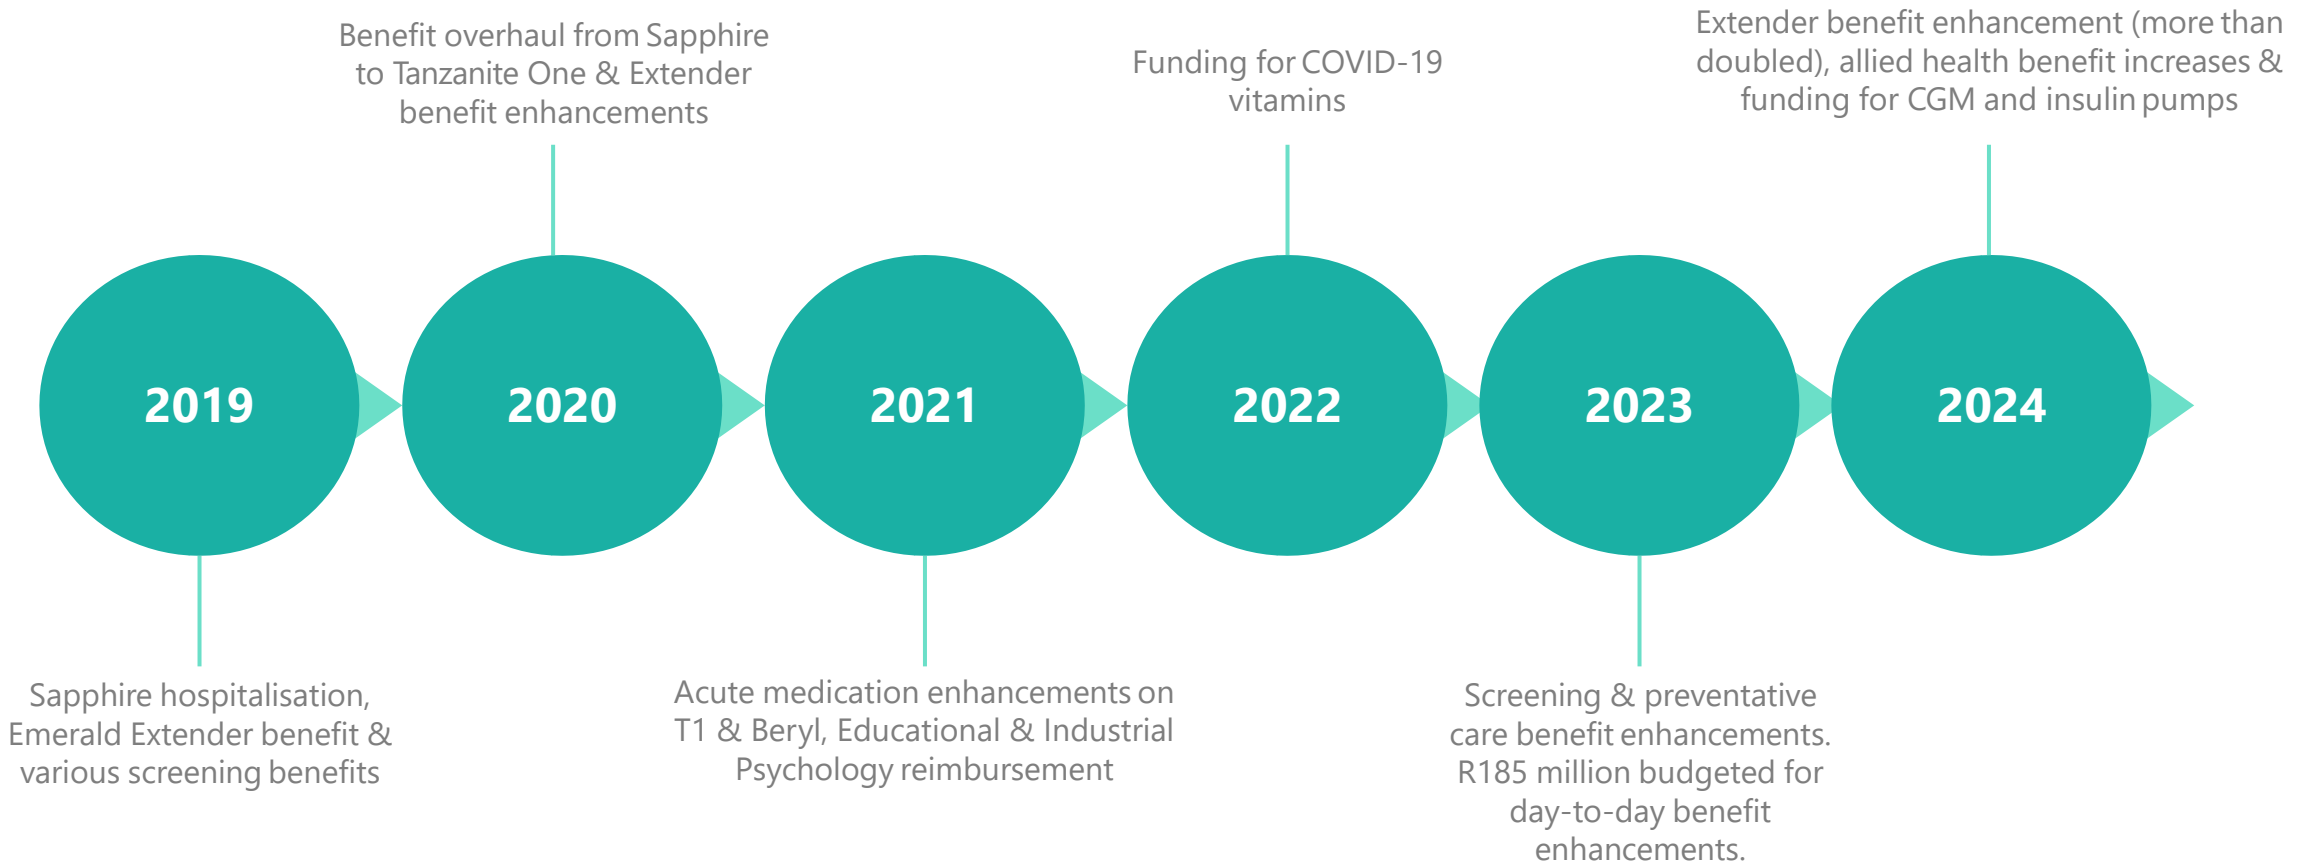 Benefit overhaul from Sapphire
to Tanzanite One & Extender
benefit enhancements
Funding for COVID-19
vitamins
Extender benefit enhancement (more than
doubled), allied health benefit increases &
funding for CGM and insulin pumps
2019
2020
2021
2022
2023
2024
Sapphire hospitalisation,
Emerald Extender benefit &
various screening benefits
Acute medication enhancements on
T1 & Beryl, Educational & Industrial
Psychology reimbursement
Screening & preventative
care benefit enhancements.
R185 million budgeted for
day-to-day benefit
enhancements.